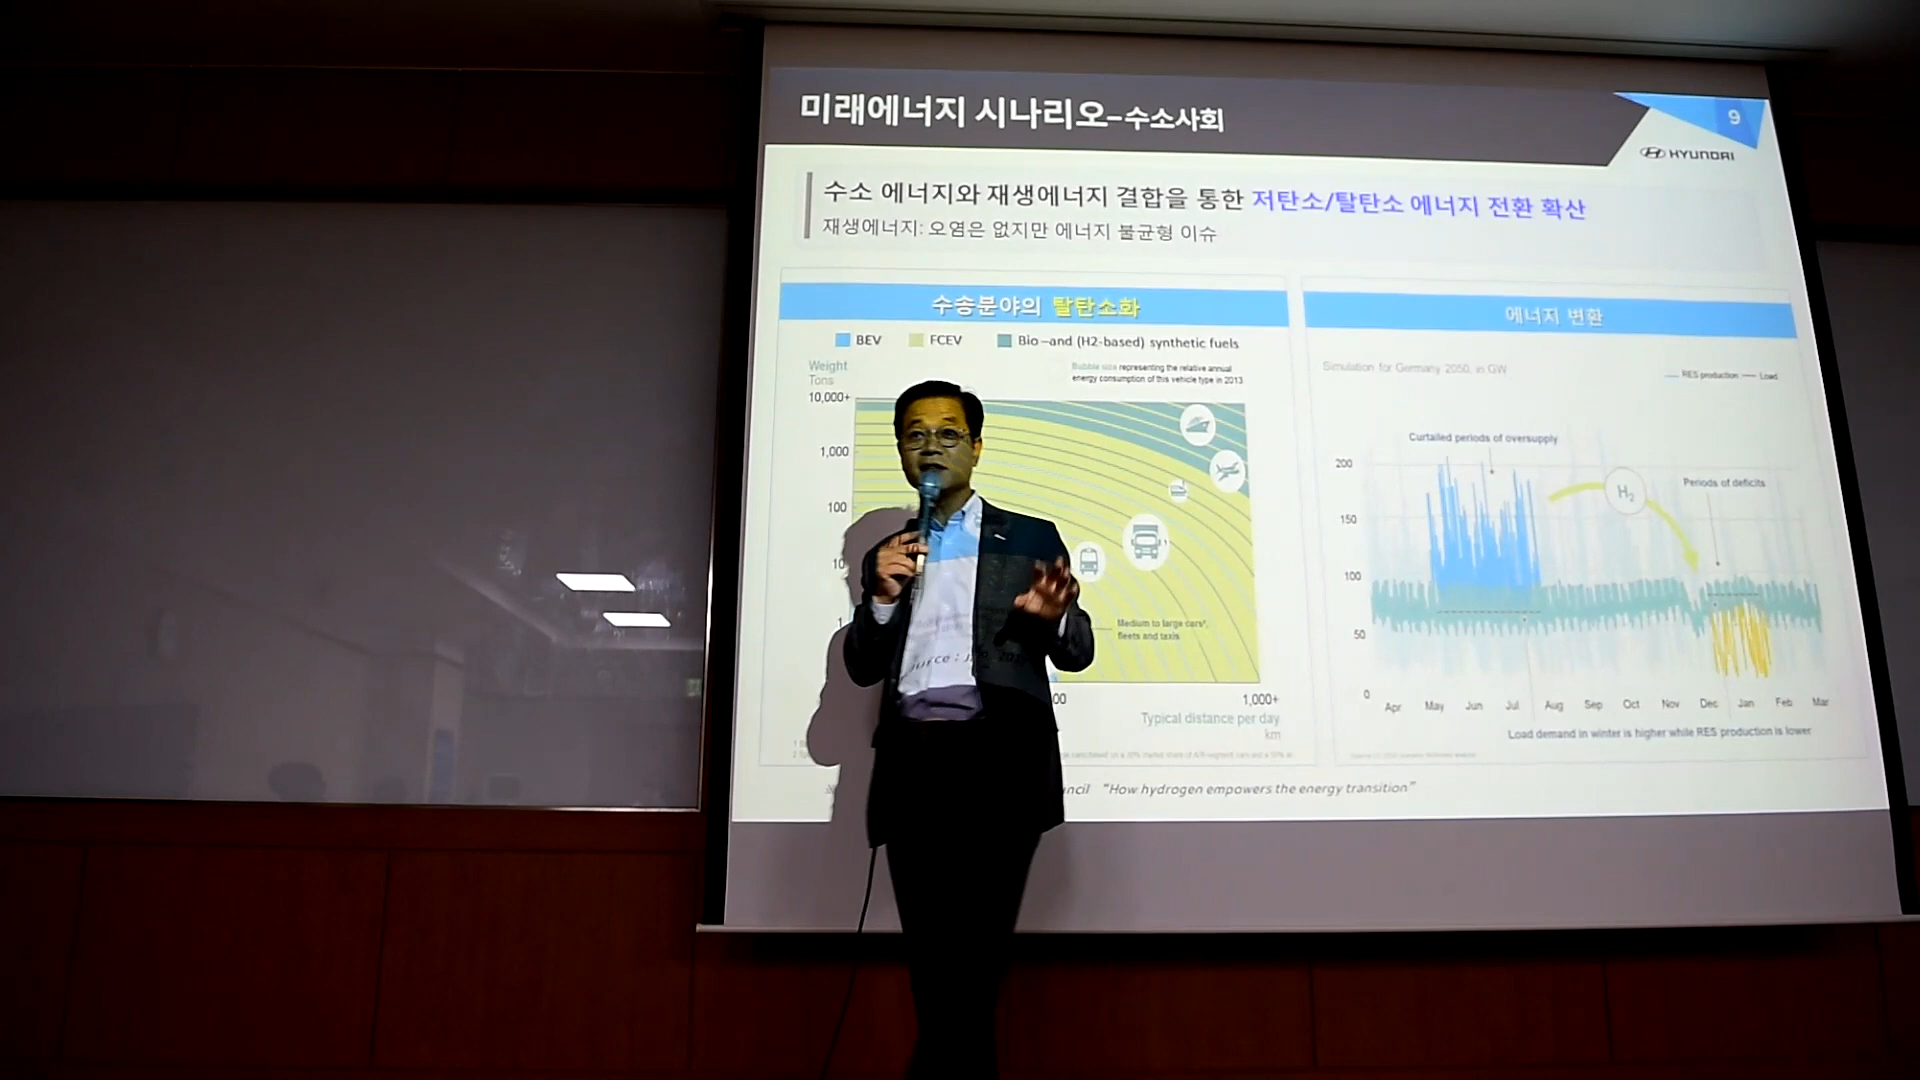 미래에너지 시나리오-수소사회
9
HYUNDAI
수소 에너지와 재생에너지 결합을 통한 저탄소/탈탄소 에너지 전환 확산
재생에너지: 오염은 없지만 에너지 불균형 이슈
수송분야의 탈탄소화
BEV
FCEV
Bio –and (H2-based) synthetic fuels
Weight
Tons
Bubble size representing the relative annual
energy consumption of this vehicle type in 2013
10,000+
1,000
100
10
1
Medium to large cars²,
fleets and taxis
1,000+
Typical distance per day
km
에너지 변환
Simulation for Germany 2050, in GW
RES production
Load
Curtailed periods of oversupply
H₂
Periods of deficits
200
150
100
50
0
Apr May Jun Jul Aug Sep Oct Nov Dec Jan Feb Mar
Load demand in winter is higher while RES production is lower
"How hydrogen empowers the energy transition"